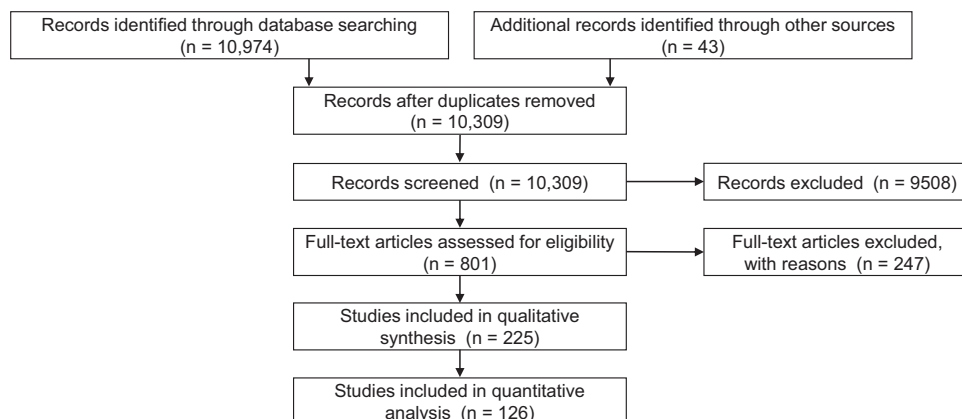 Records identified through database searching
(n = 10,974)
Additional records identified through other sources
(n = 43)
Records after duplicates removed
(n = 10,309)
Records screened (n = 10,309)
Records excluded (n = 9508)
Full-text articles assessed for eligibility
(n = 801)
Full-text articles excluded,
with reasons (n = 247)
Studies included in qualitative
synthesis (n = 225)
Studies included in quantitative
analysis (n = 126)